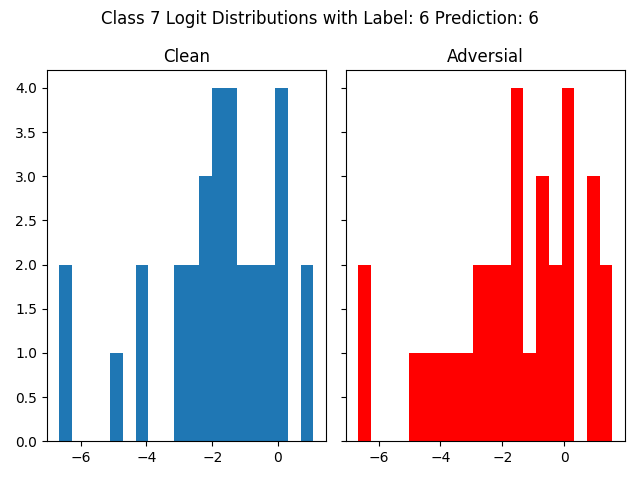 Class 7 Logit Distributions with Label: 6 Prediction: 6
Clean
Adversial
4.0
3.5
3.0
2.5
2.0
1.5
1.0
0.5
0.0
−6 −4 −2 0
−6 −4 −2 0